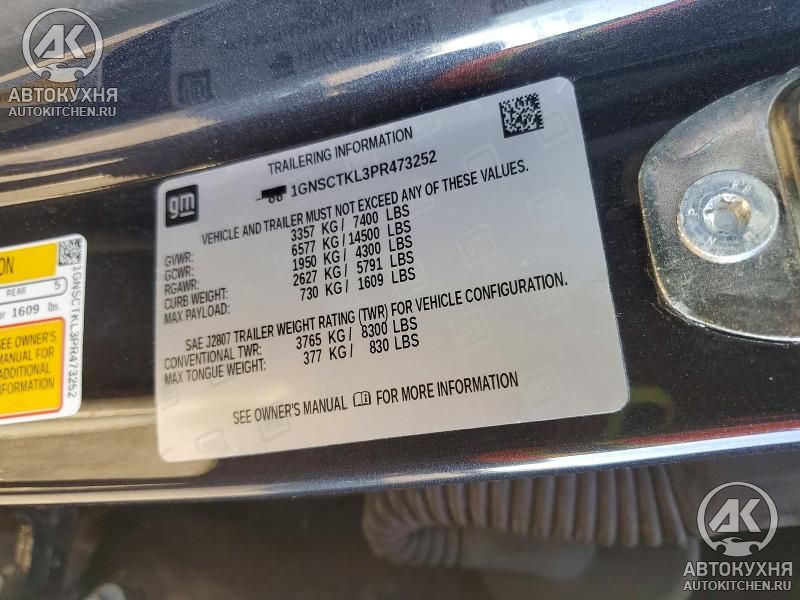 АК
АВТОКУХНЯ
AUTOKITCHEN.RU
TRAILERING INFORMATION
1GNSCTKL3PR473252
gm
VEHICLE AND TRAILER MUST NOT EXCEED ANY OF THESE VALUES.
GVWR: 3357 KG / 7400 LBS
GCWR: 6577 KG / 14500 LBS
RGAWR: 1950 KG / 4300 LBS
CURB WEIGHT: 2627 KG / 5791 LBS
MAX PAYLOAD: 730 KG / 1609 LBS
SAE J2807 TRAILER WEIGHT RATING (TWR) FOR VEHICLE CONFIGURATION.
CONVENTIONAL TWR: 3765 KG / 8300 LBS
MAX TONGUE WEIGHT: 377 KG / 830 LBS
SEE OWNER'S MANUAL FOR MORE INFORMATION
ON
REAR 5
or 1609 lbs.
SEE OWNER'S
MANUAL FOR
ADDITIONAL
INFORMATION
1GNSCTKL3PR473252
АК
АВТОКУХНЯ
AUTOKITCHEN.RU